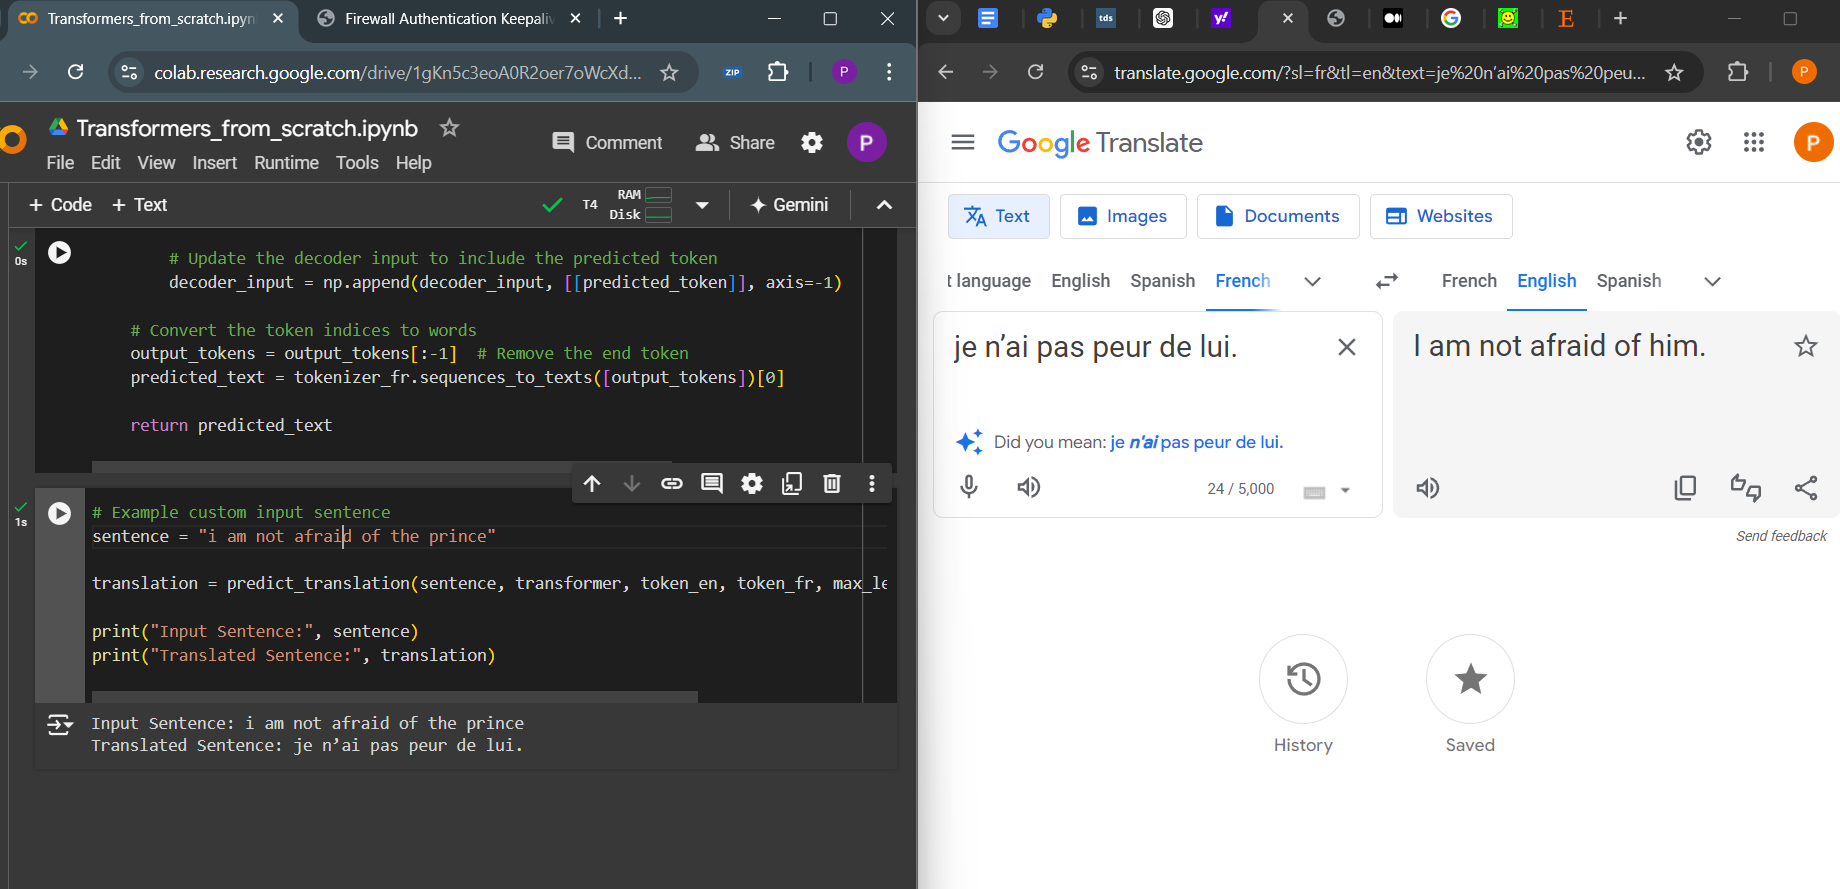 Transformers_from_scratch.ipyn
Firewall Authentication Keepaliv
colab.research.google.com/drive/1gKn5c3eoA0R2oer7oWcXd...
ZIP
P
Transformers_from_scratch.ipynb
Comment
Share
P
File Edit View Insert Runtime Tools Help
+ Code + Text
T4
RAM
Disk
Gemini
0s
# Update the decoder input to include the predicted token
decoder_input = np.append(decoder_input, [[predicted_token]], axis=-1)
# Convert the token indices to words
output_tokens = output_tokens[:-1]  # Remove the end token
predicted_text = tokenizer_fr.sequences_to_texts([output_tokens])[0]
return predicted_text
1s
# Example custom input sentence
sentence = "i am not afraid of the prince"
translation = predict_translation(sentence, transformer, token_en, token_fr, max_le
print("Input Sentence:", sentence)
print("Translated Sentence:", translation)
Input Sentence: i am not afraid of the prince
Translated Sentence: je n’ai pas peur de lui.
tds
y!
G
E
translate.google.com/?sl=fr&tl=en&text=je%20n’ai%20pas%20peu...
P
Google Translate
P
Text
Images
Documents
Websites
t language English Spanish French
French English Spanish
je n’ai pas peur de lui.
I am not afraid of him.
Did you mean: je n'ai pas peur de lui.
24 / 5,000
Send feedback
History
Saved